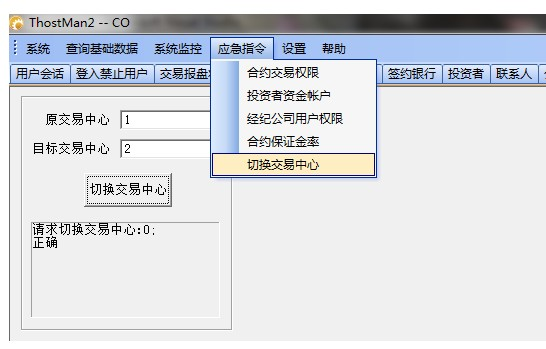 ThostMan2 -- CO
系统 查询基础数据 系统监控 应急指令 设置 帮助
用户会话 登入禁止用户 交易报盘 签约银行 投资者 联系人
合约交易权限
投资者资金帐户
经纪公司用户权限
合约保证金率
切换交易中心
原交易中心 1
目标交易中心 2
切换交易中心
请求切换交易中心:0;
正确